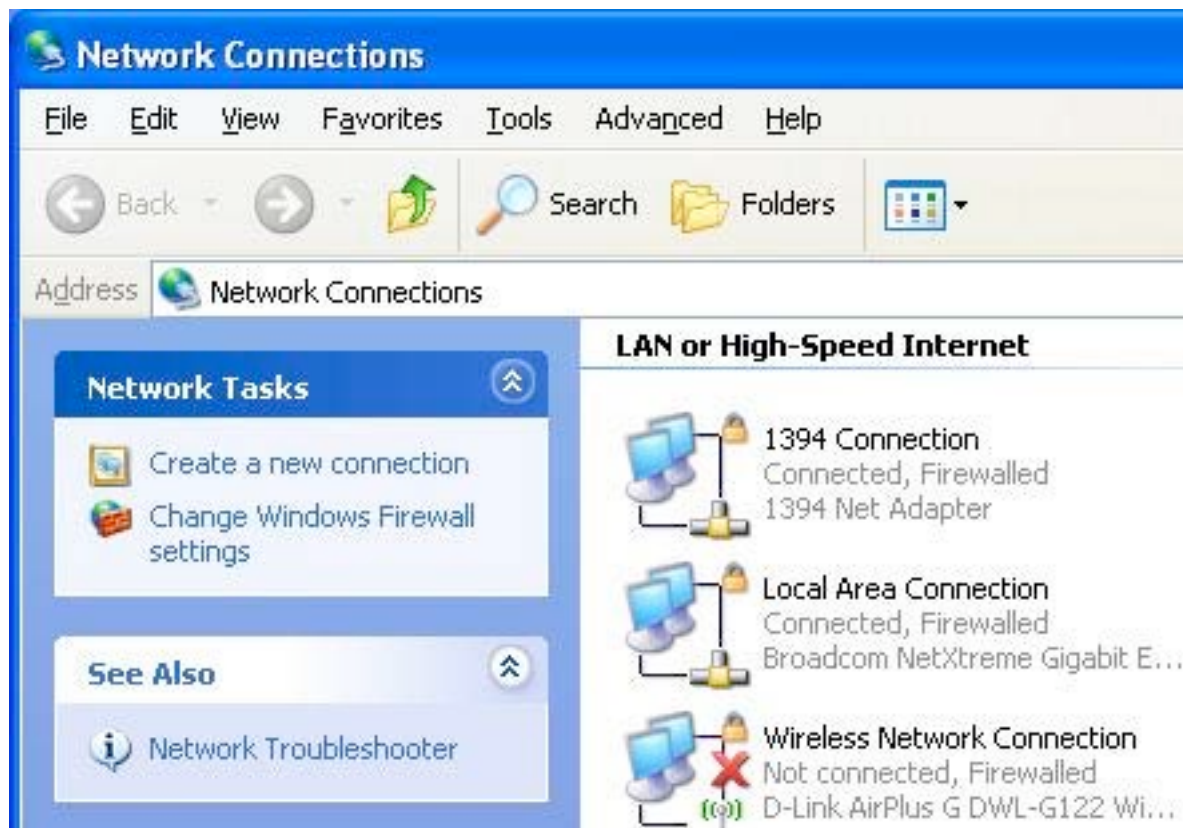 Network Connections
File Edit View Favorites Tools Advanced Help
Back Search Folders
Address Network Connections
Network Tasks
Create a new connection
Change Windows Firewall
settings
See Also
Network Troubleshooter
LAN or High-Speed Internet
1394 Connection
Connected, Firewalled
1394 Net Adapter
Local Area Connection
Connected, Firewalled
Broadcom NetXtreme Gigabit E...
Wireless Network Connection
Not connected, Firewalled
D-Link AirPlus G DWL-G122 Wi...